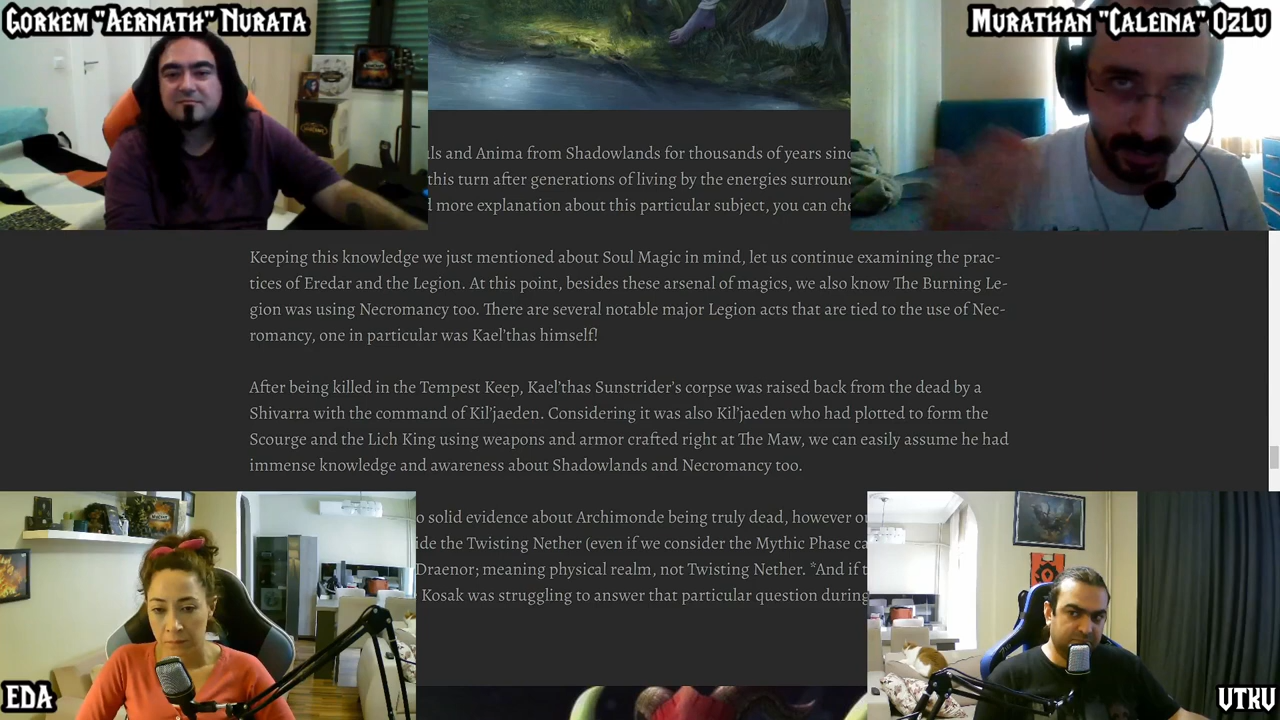 Gorkem "Aernath" Nurata
Murathan "Caleina" Ozlu
ls and Anima from Shadowlands for thousands of years sinc
this turn after generations of living by the energies surroun
d more explanation about this particular subject, you can che
Keeping this knowledge we just mentioned about Soul Magic in mind, let us continue examining the prac-
tices of Eredar and the Legion. At this point, besides these arsenal of magics, we also know The Burning Le-
gion was using Necromancy too. There are several notable major Legion acts that are tied to the use of Nec-
romancy, one in particular was Kael'thas himself!
After being killed in the Tempest Keep, Kael'thas Sunstrider's corpse was raised back from the dead by a
Shivarra with the command of Kil'jaeden. Considering it was also Kil'jaeden who had plotted to form the
Scourge and the Lich King using weapons and armor crafted right at The Maw, we can easily assume he had
immense knowledge and awareness about Shadowlands and Necromancy too.
o solid evidence about Archimonde being truly dead, however o
ide the Twisting Nether (even if we consider the Mythic Phase ca
Draenor; meaning physical realm, not Twisting Nether. *And if t
Kosak was struggling to answer that particular question during
EDA
UTKU